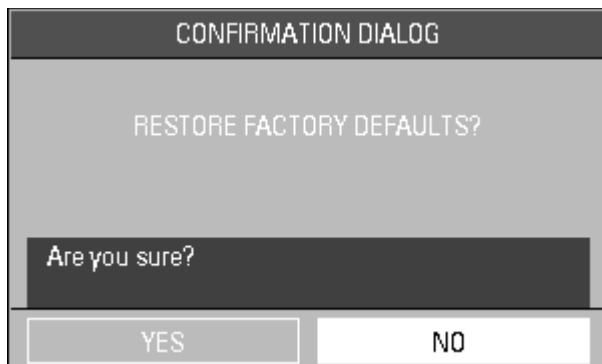 CONFIRMATION DIALOG
RESTORE FACTORY DEFAULTS?
Are you sure?
YES
NO